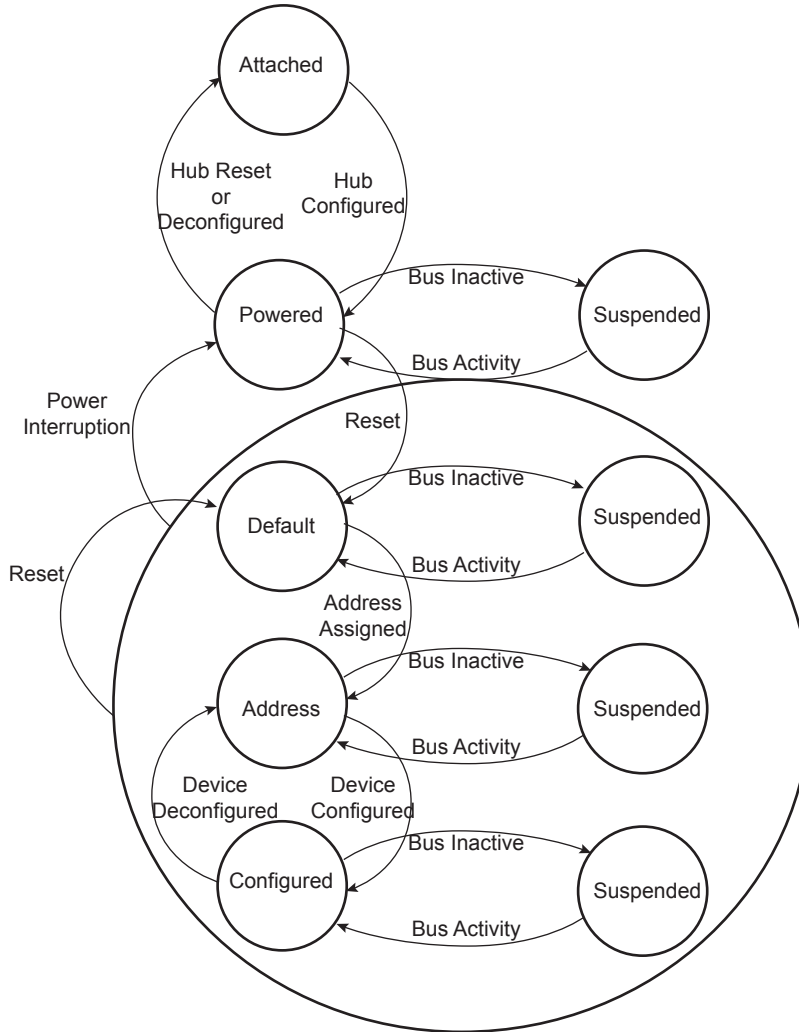 Attached
Hub Reset
or
Deconfigured
Hub
Configured
Powered
Bus Inactive
Suspended
Bus Activity
Power
Interruption
Reset
Default
Bus Inactive
Suspended
Bus Activity
Reset
Address
Assigned
Bus Inactive
Address
Suspended
Bus Activity
Device
Deconfigured
Device
Configured
Bus Inactive
Configured
Suspended
Bus Activity